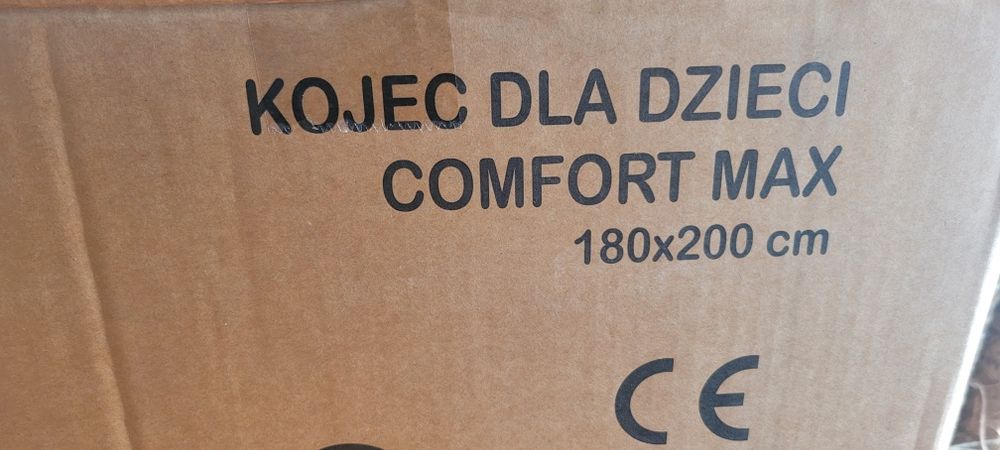 KOJEC DLA DZIECI
COMFORT MAX
180x200 cm
CE